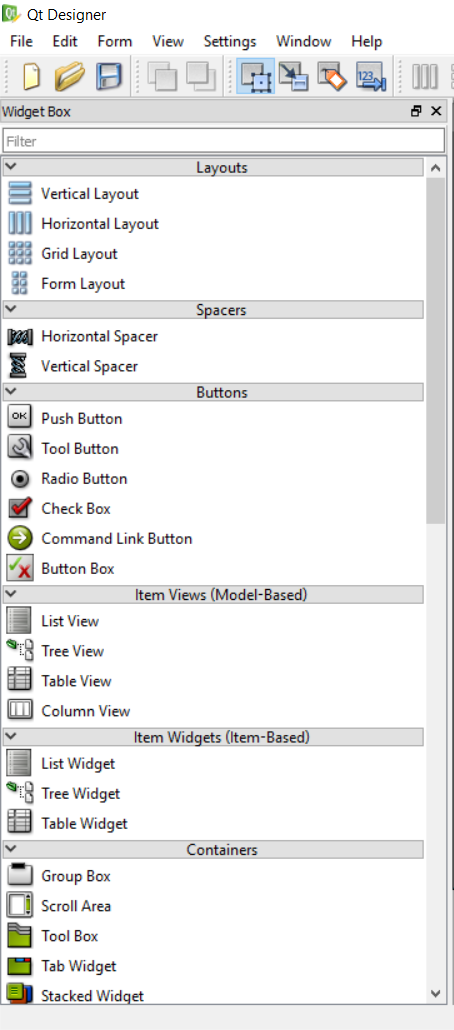 Qt Designer
File Edit Form View Settings Window Help
123
Widget Box
Filter
Layouts
Vertical Layout
Horizontal Layout
Grid Layout
Form Layout
Spacers
Horizontal Spacer
Vertical Spacer
Buttons
OK Push Button
Tool Button
Radio Button
Check Box
Command Link Button
Button Box
Item Views (Model-Based)
List View
Tree View
Table View
Column View
Item Widgets (Item-Based)
List Widget
Tree Widget
Table Widget
Containers
Group Box
Scroll Area
Tool Box
Tab Widget
Stacked Widget